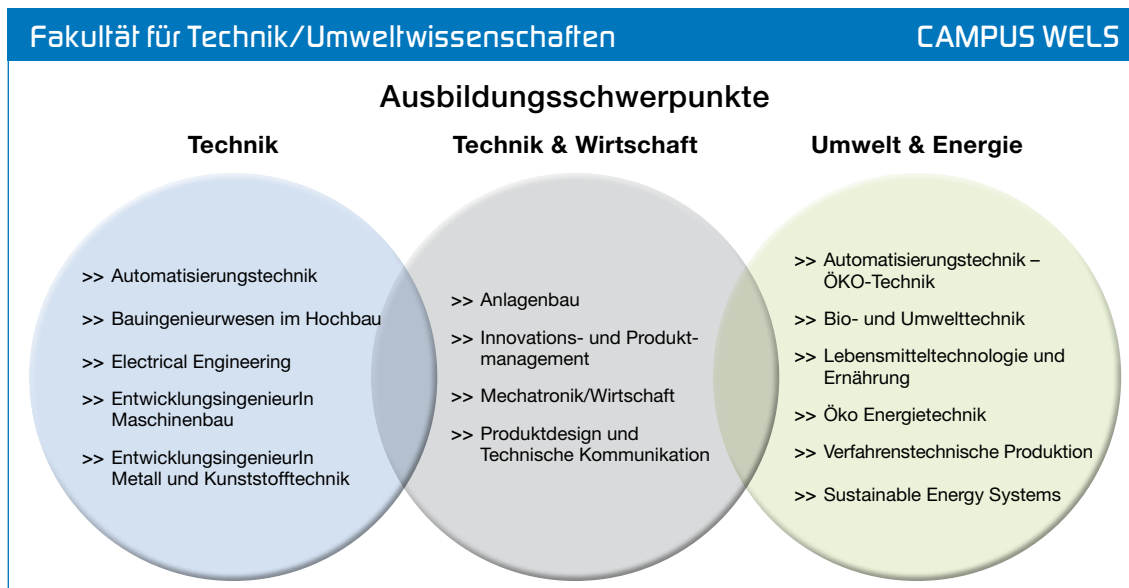 Fakultät für Technik/Umweltwissenschaften CAMPUS WELS
Ausbildungsschwerpunkte
Technik
>> Automatisierungstechnik
>> Bauingenieurwesen im Hochbau
>> Electrical Engineering
>> EntwicklungsingenieurIn
Maschinenbau
>> EntwicklungsingenieurIn
Metall und Kunststofftechnik
Technik & Wirtschaft
>> Anlagenbau
>> Innovations- und Produkt-
management
>> Mechatronik/Wirtschaft
>> Produktdesign und
Technische Kommunikation
Umwelt & Energie
>> Automatisierungstechnik –
ÖKO-Technik
>> Bio- und Umwelttechnik
>> Lebensmitteltechnologie und
Ernährung
>> Öko Energietechnik
>> Verfahrenstechnische Produktion
>> Sustainable Energy Systems